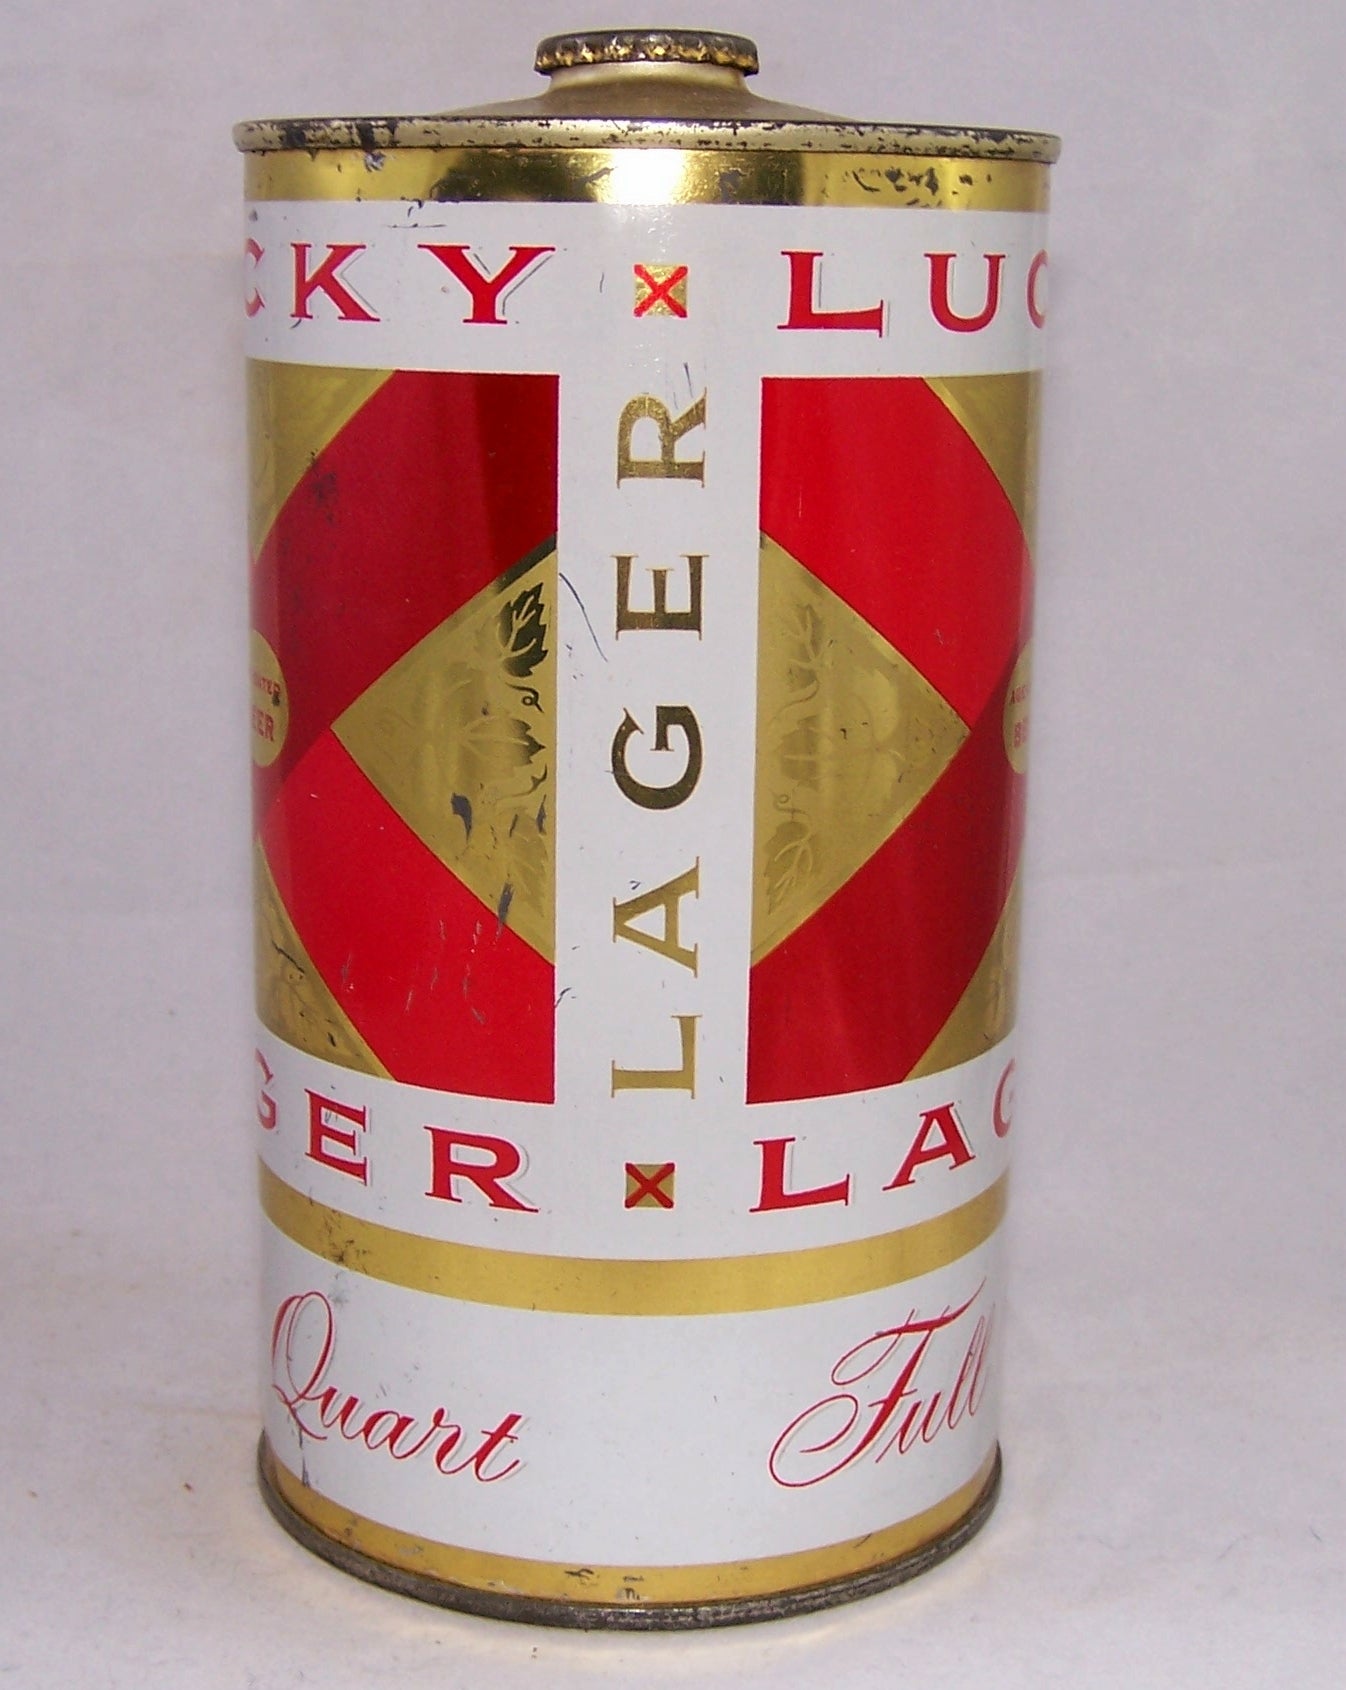 CKY LUC
LAGER
GER LAG
Quart Full